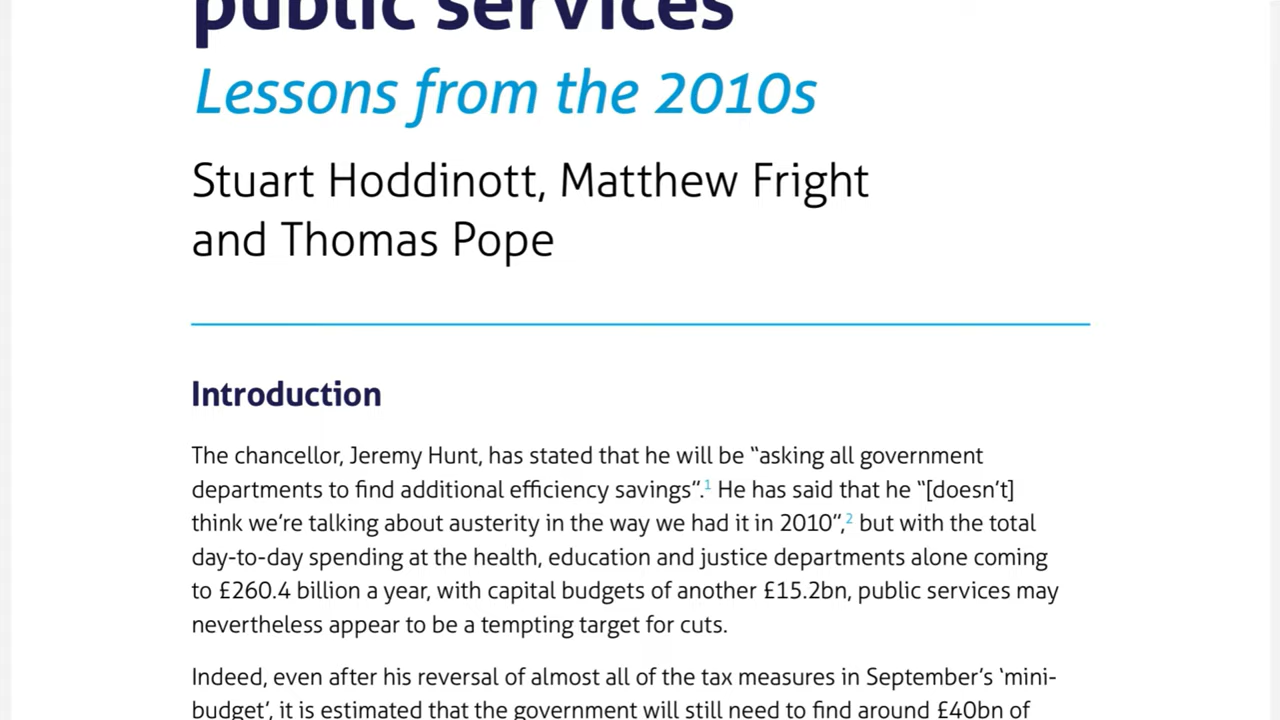 public services
Lessons from the 2010s
Stuart Hoddinott, Matthew Fright
and Thomas Pope
Introduction
The chancellor, Jeremy Hunt, has stated that he will be “asking all government
departments to find additional efficiency savings”.1 He has said that he “[doesn’t]
think we’re talking about austerity in the way we had it in 2010”,2 but with the total
day-to-day spending at the health, education and justice departments alone coming
to £260.4 billion a year, with capital budgets of another £15.2bn, public services may
nevertheless appear to be a tempting target for cuts.
Indeed, even after his reversal of almost all of the tax measures in September’s ‘mini-
budget’, it is estimated that the government will still need to find around £40bn of